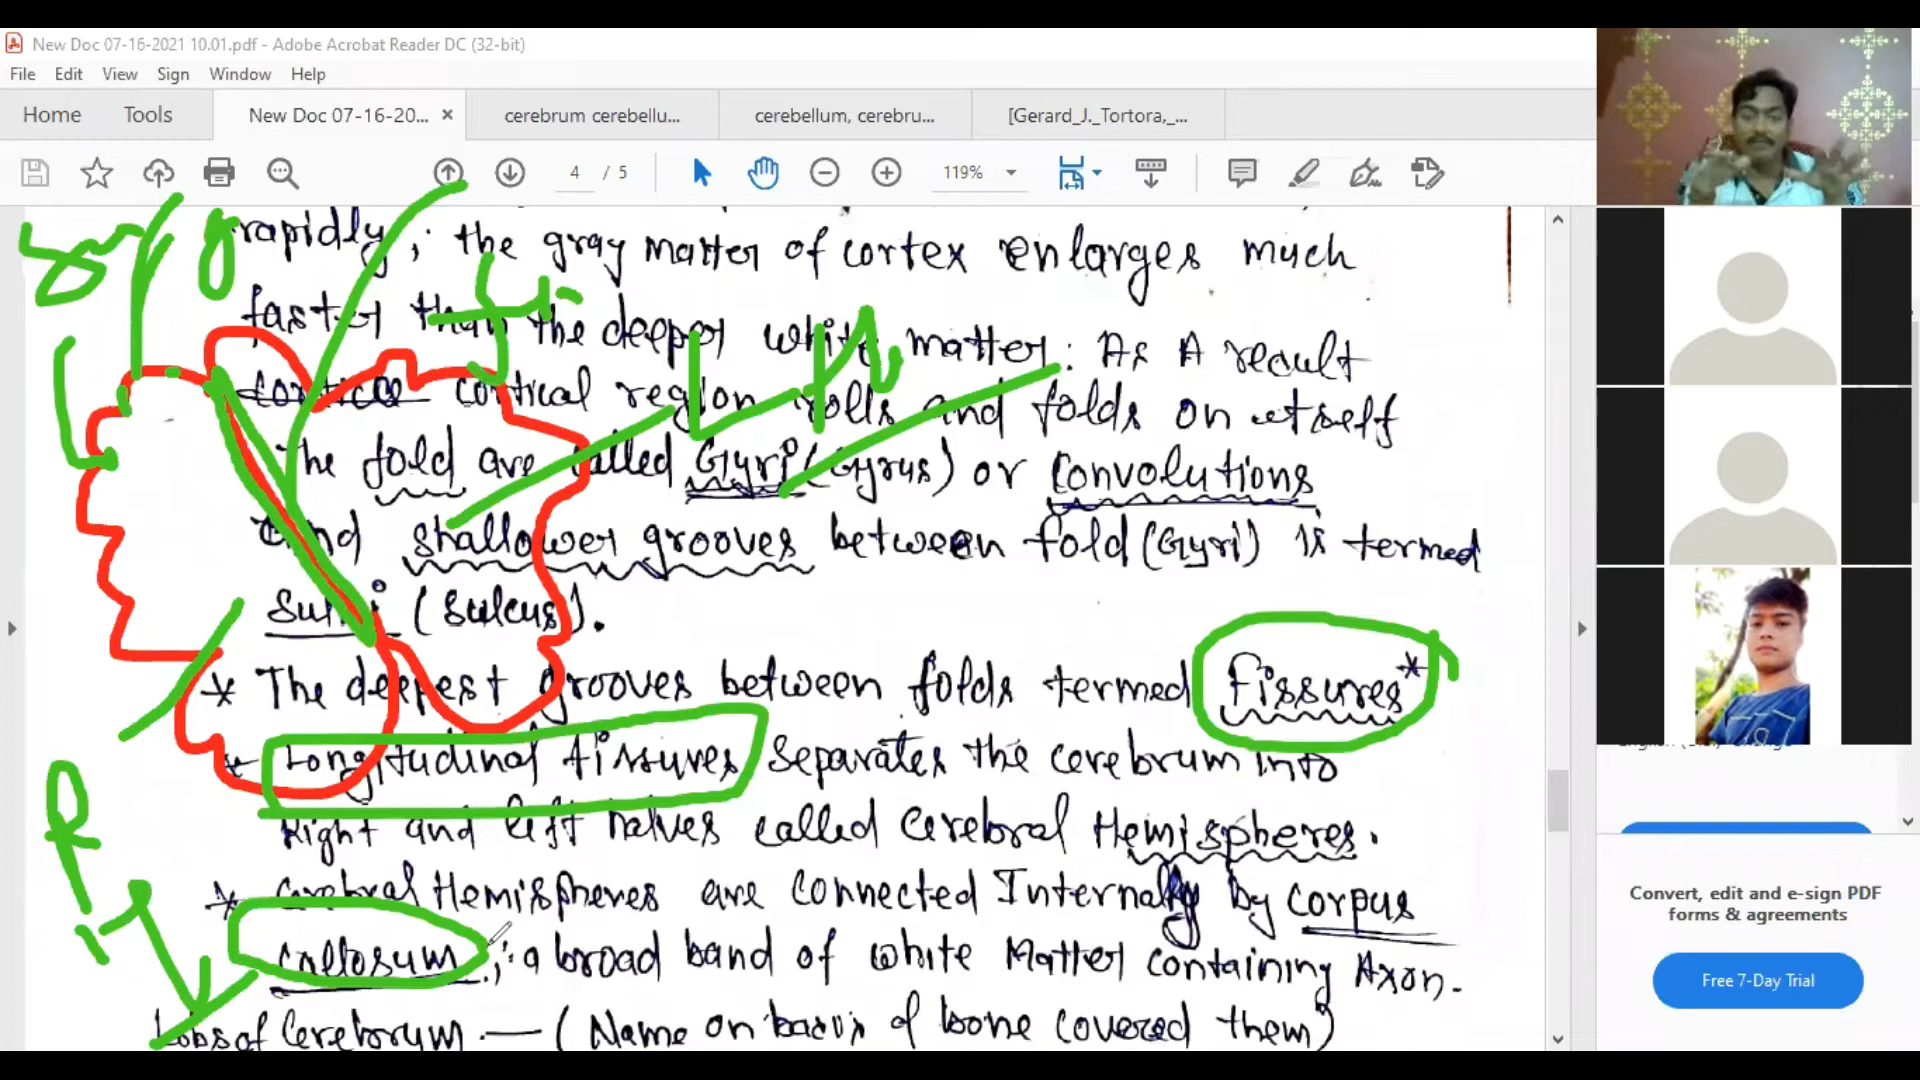 New Doc 07-16-2021 10.01.pdf - Adobe Acrobat Reader DC (32-bit)
File Edit View Sign Window Help
Home Tools New Doc 07-16-20... × cerebrum cerebellu... cerebellum, cerebru... [Gerard_J._Tortora,_...
4 / 5 119%
rapidly, the gray matter of cortex enlarges much
faster than the deeper white matter. As A result
cortical region rolls and folds on itself
The fold are called Gyri (Gyrus) or convolutions
and shallower grooves between fold (Gyri) is termed
Sulci (sulcus).
* The deepest grooves between folds termed fissures*
* Longitudinal fissures separates the cerebrum into
Right and left halves called cerebral Hemispheres.
* Cerebral Hemispheres are connected Internally by corpus
callosum, a broad band of white Matter containing Axon.
Lobs of Cerebrum — (Name on basis of bone covered them)
Convert, edit and e-sign PDF
forms & agreements
Free 7-Day Trial